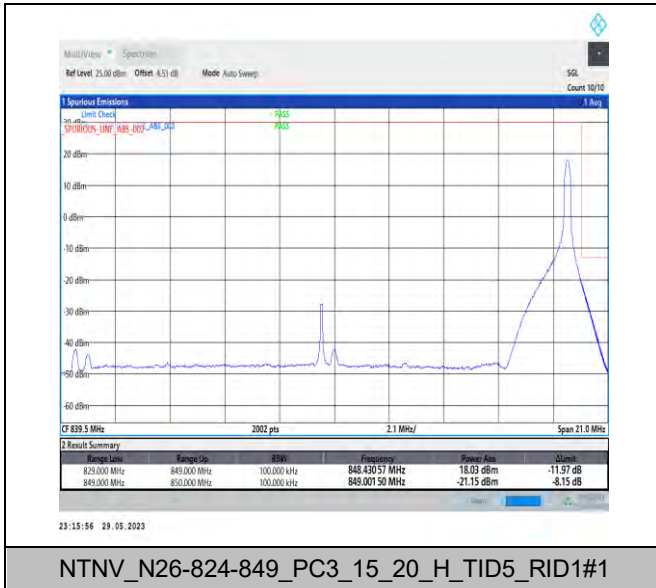 MultiView Spectrum
Ref Level 25.00 dBm Offset 4.51 dB Mode Auto Sweep SGL
Count 10/10
1 Spurious Emissions 1 Avg
Limit Check PASS
30 dBm
_SPURIOUS_LINE_ABS_002 PASS
20 dBm
10 dBm
0 dBm
-10 dBm
-20 dBm
-30 dBm
-40 dBm
-50 dBm
-60 dBm
CF 839.5 MHz 2002 pts 2.1 MHz/ Span 21.0 MHz
2 Result Summary
Range Low Range Up RBW Frequency Power Abs ΔLimit
829.000 MHz 849.000 MHz 100.000 kHz 848.43057 MHz 18.03 dBm -11.97 dB
849.000 MHz 850.000 MHz 100.000 kHz 849.00150 MHz -21.15 dBm -8.15 dB
23:15:56 29.05.2023
NTNV_N26-824-849_PC3_15_20_H_TID5_RID1#1